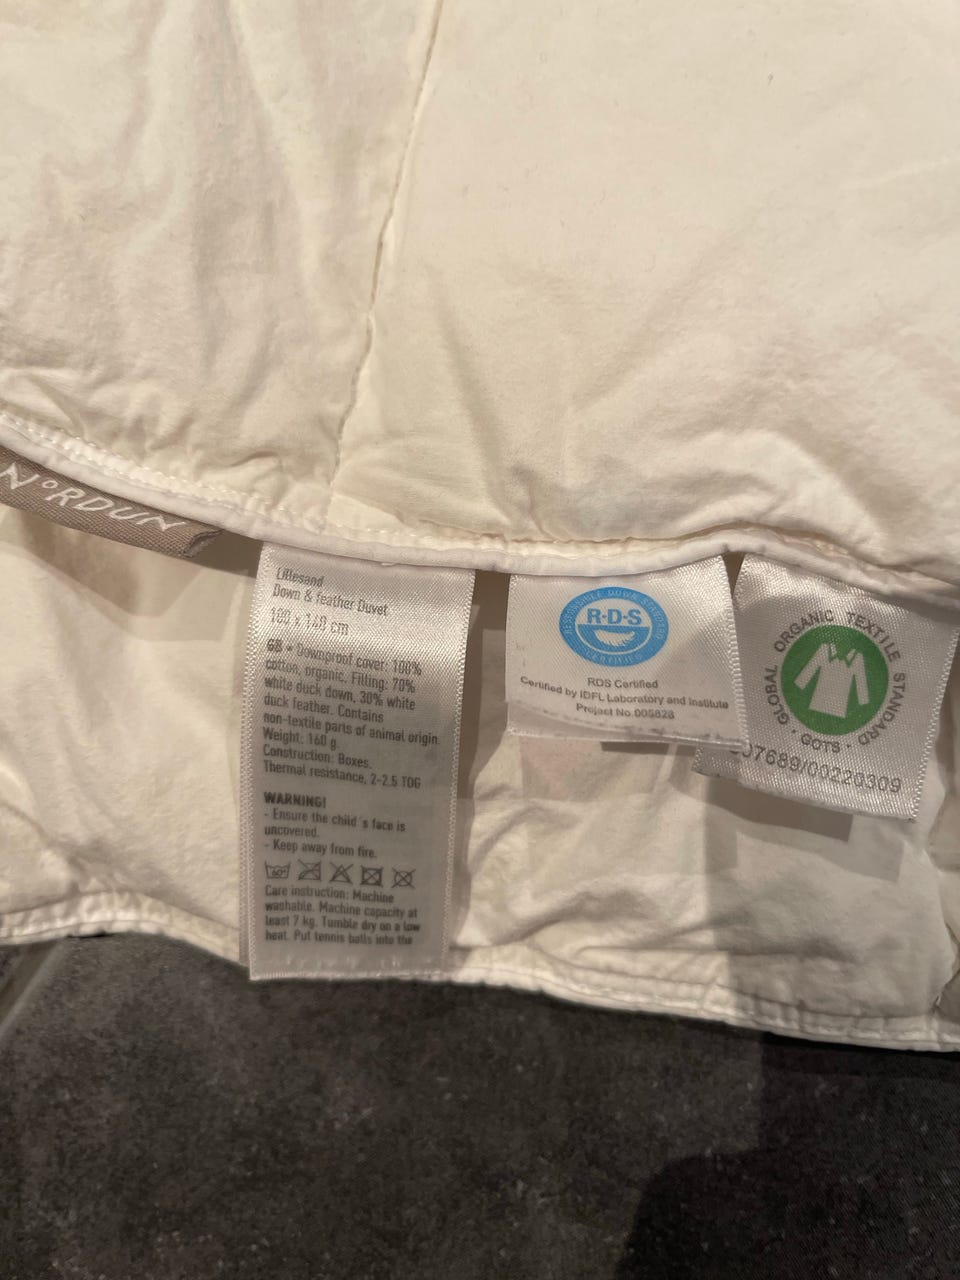 N°RDUN
Lillesand
Down & feather Duvet
100 x 140 cm
GB • Downproof cover: 100%
cotton, organic. Filling: 70%
white duck down, 30% white
duck feather. Contains
non-textile parts of animal origin.
Weight: 160 g.
Construction: Boxes.
Thermal resistance, 2-2.5 TOG
WARNING!
- Ensure the child´s face is
uncovered.
- Keep away from fire.
60°
Care instruction: Machine
washable. Machine capacity at
least 7 kg. Tumble dry on a low
heat. Put tennis balls into the
RESPONSIBLE DOWN STANDARD
R·D·S
CERTIFIED
RDS Certified
Certified by IDFL Laboratory and Institute
Project No.005828
GLOBAL ORGANIC TEXTILE STANDARD
· GOTS ·
07689/00220309